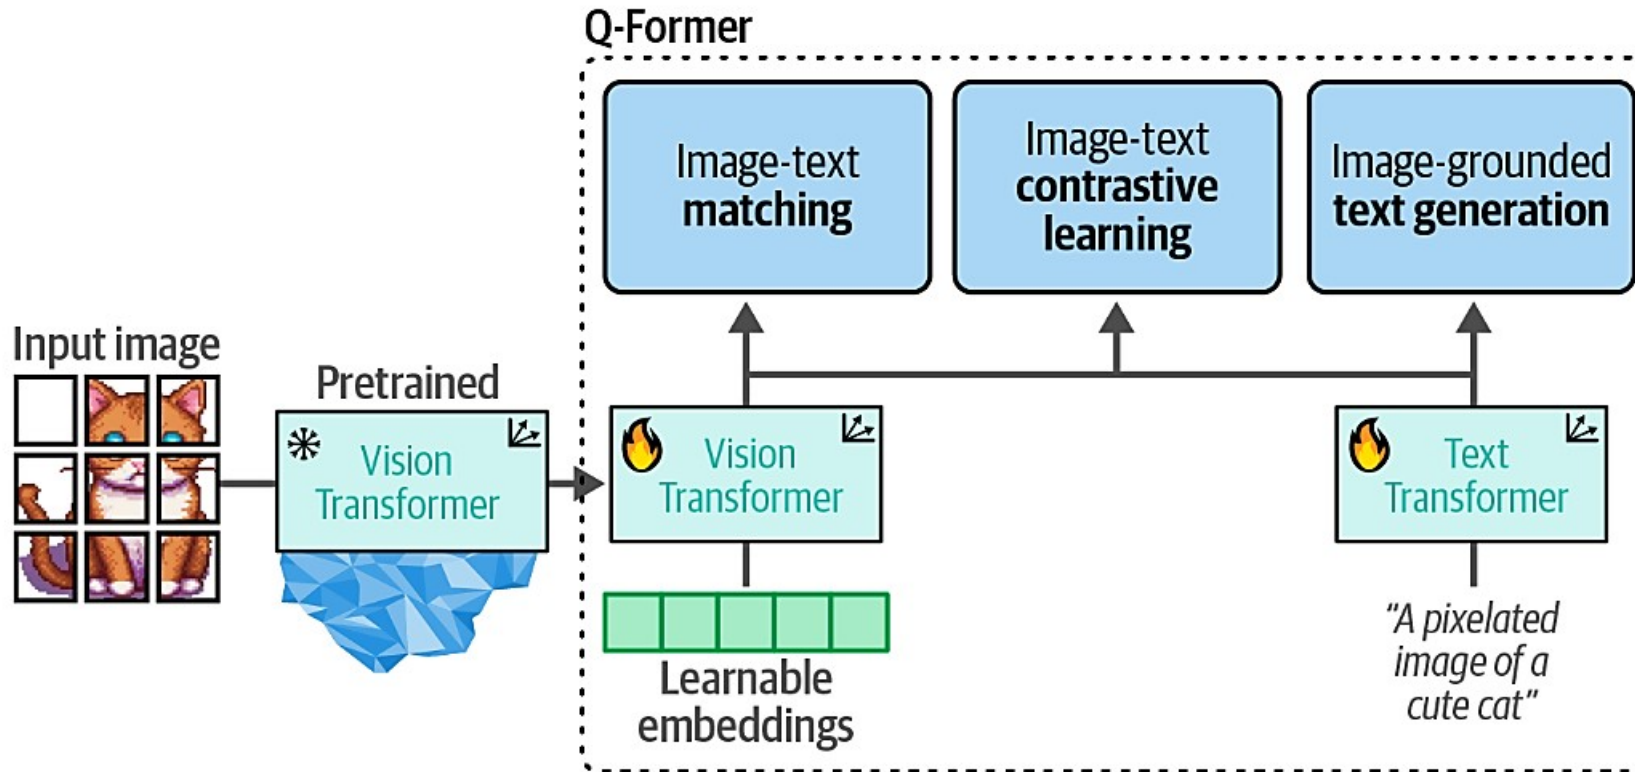 Q-Former
Image-text
matching
Image-text
contrastive
learning
Image-grounded
text generation
Input image
Pretrained
Vision
Transformer
Vision
Transformer
Text
Transformer
Learnable
embeddings
“A pixelated
image of a
cute cat”